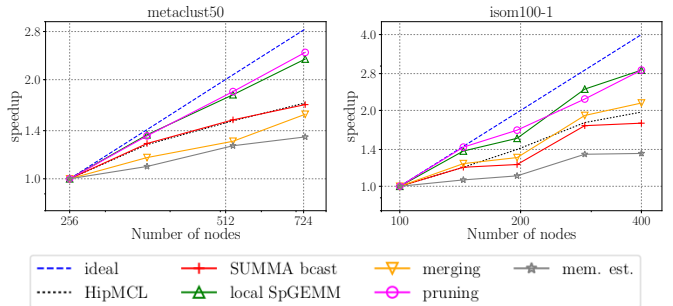 metaclust50
isom100-1
speedup
2.8
2.0
1.4
1.0
256
512
724
Number of nodes
speedup
4.0
2.8
2.0
1.4
1.0
100
200
400
Number of nodes
ideal
SUMMA bcast
merging
mem. est.
HipMCL
local SpGEMM
pruning